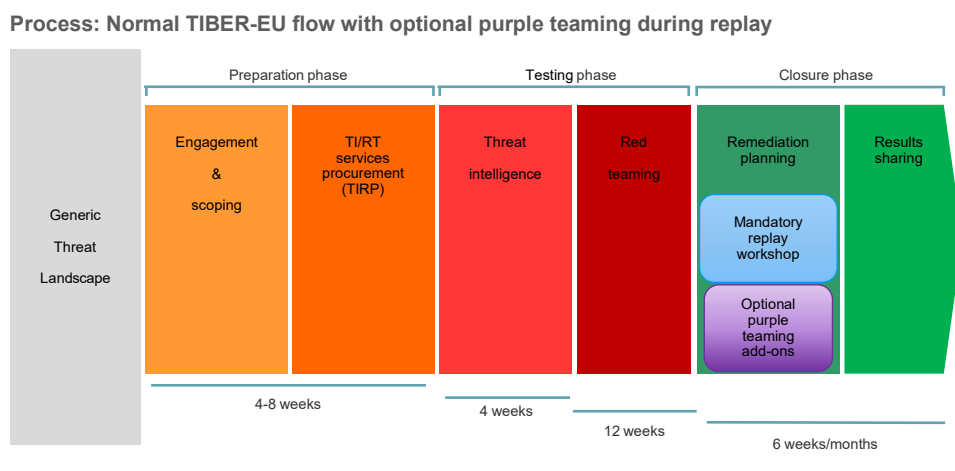 Process: Normal TIBER-EU flow with optional purple teaming during replay
Preparation phase
Testing phase
Closure phase
Generic
Threat
Landscape
Engagement
&
scoping
TI/RT
services
procurement
(TIRP)
Threat
intelligence
Red
teaming
Remediation
planning
Mandatory
replay
workshop
Optional
purple
teaming
add-ons
Results
sharing
4-8 weeks
4 weeks
12 weeks
6 weeks/months